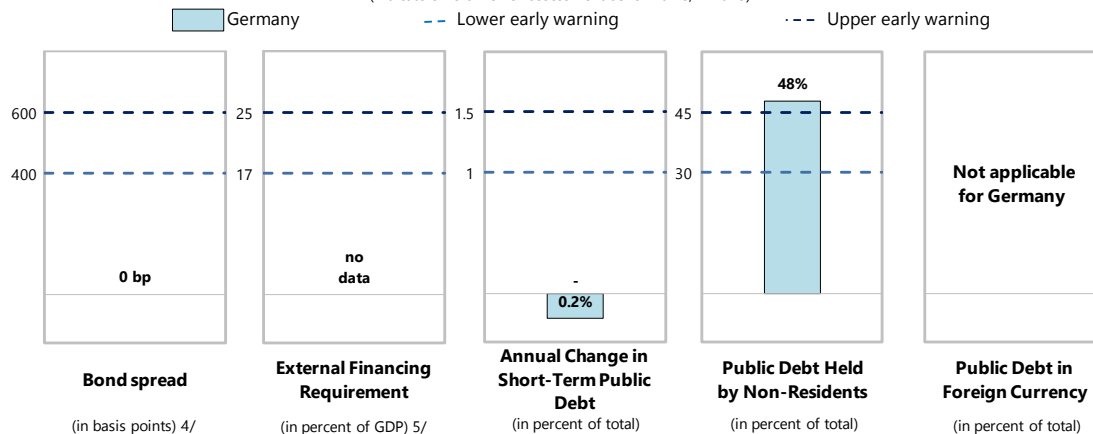 Germany
Lower early warning
Upper early warning
600
400
0 bp
25
17
no
data
1.5
1
-
0.2%
45
30
48%
Not applicable
for Germany
Bond spread
(in basis points) 4/
External Financing
Requirement
(in percent of GDP) 5/
Annual Change in
Short-Term Public
Debt
(in percent of total)
Public Debt Held
by Non-Residents
(in percent of total)
Public Debt in
Foreign Currency
(in percent of total)